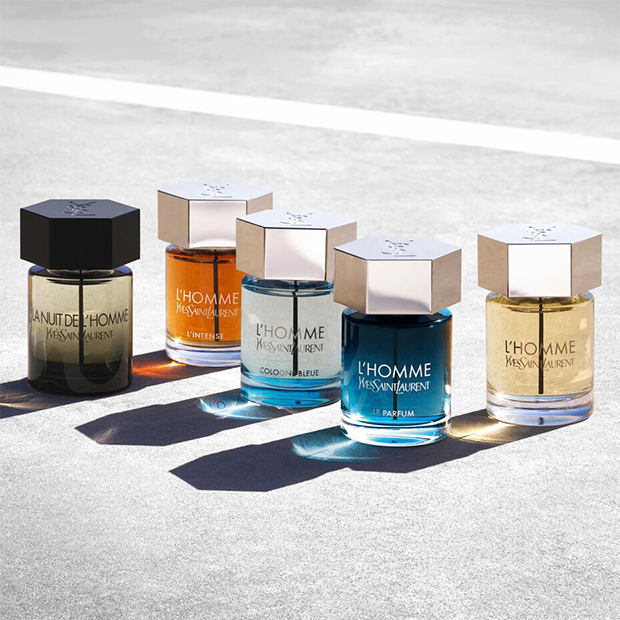 LA NUIT DE L'HOMME
YVESSAINTLAURENT
L'HOMME
YVESSAINTLAURENT
L'INTENSE
L'HOMME
YVESSAINTLAURENT
COLOGNE BLEUE
L'HOMME
YVESSAINTLAURENT
LE PARFUM
L'HOMME
YVESSAINTLAURENT